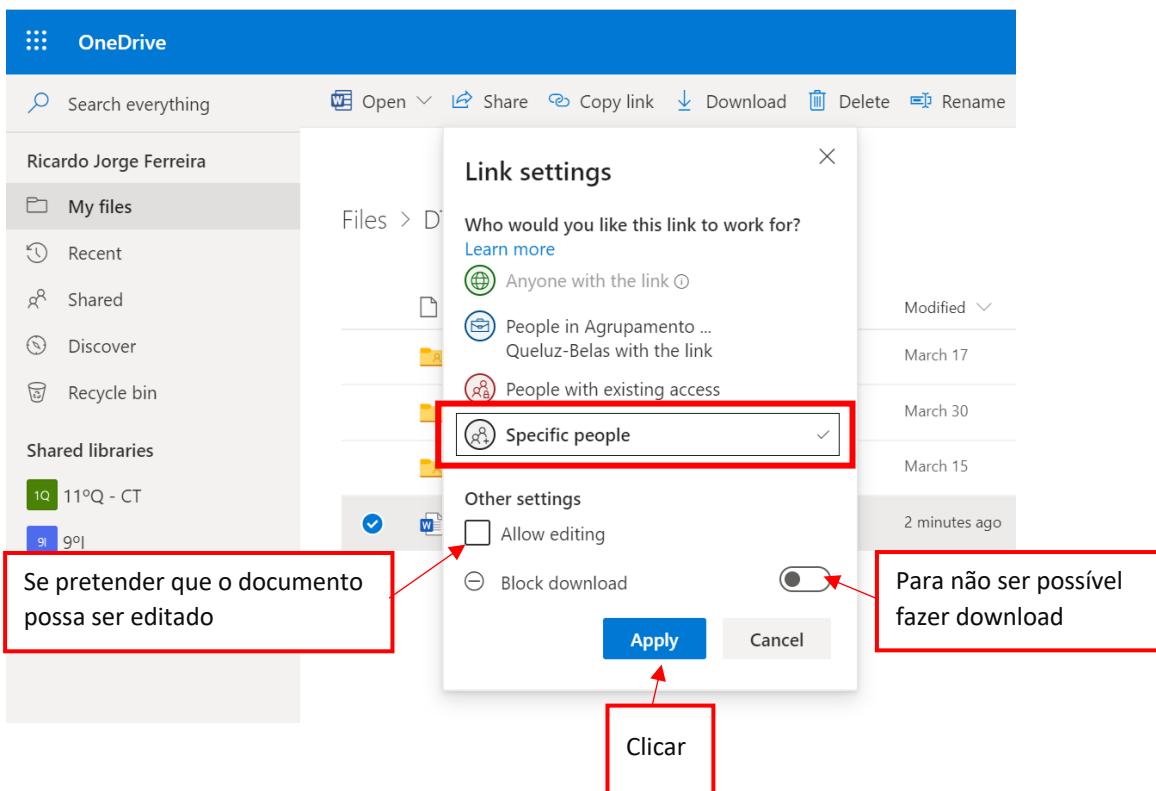 OneDrive
Search everything
Open Share Copy link Download Delete Rename
Ricardo Jorge Ferreira
My files
Recent
Shared
Discover
Recycle bin
Shared libraries
1Q 11ºQ - CT
9I 9ºI
Files >
Modified
March 17
March 30
March 15
2 minutes ago
Link settings
Who would you like this link to work for?
Learn more
Anyone with the link
People in Agrupamento ...
Queluz-Belas with the link
People with existing access
Specific people
Other settings
Allow editing
Block download
Apply Cancel
Se pretender que o documento
possa ser editado
Para não ser possível
fazer download
Clicar